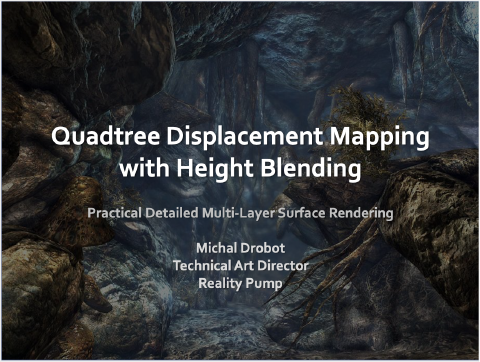 Quadtree Displacement Mapping
with Height Blending
Practical Detailed Multi-Layer Surface Rendering
Michal Drobot
Technical Art Director
Reality Pump